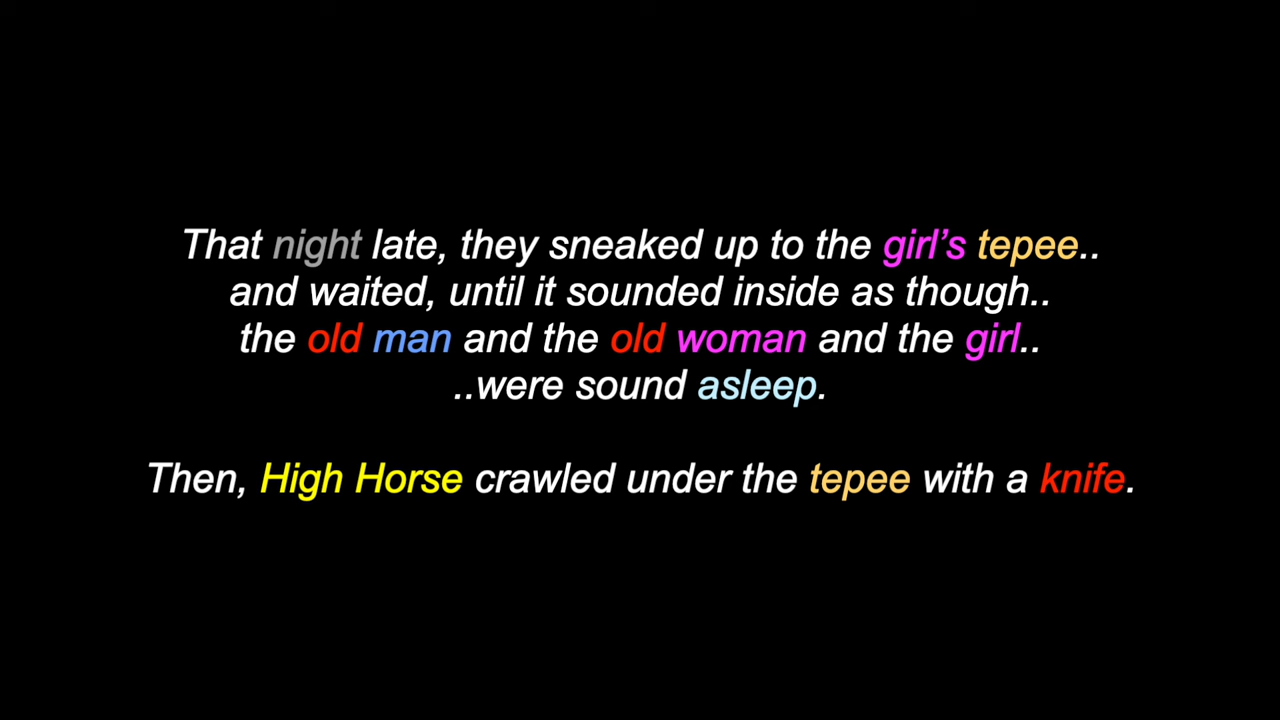 That night late, they sneaked up to the girl’s tepee..
and waited, until it sounded inside as though..
the old man and the old woman and the girl..
..were sound asleep.
Then, High Horse crawled under the tepee with a knife.